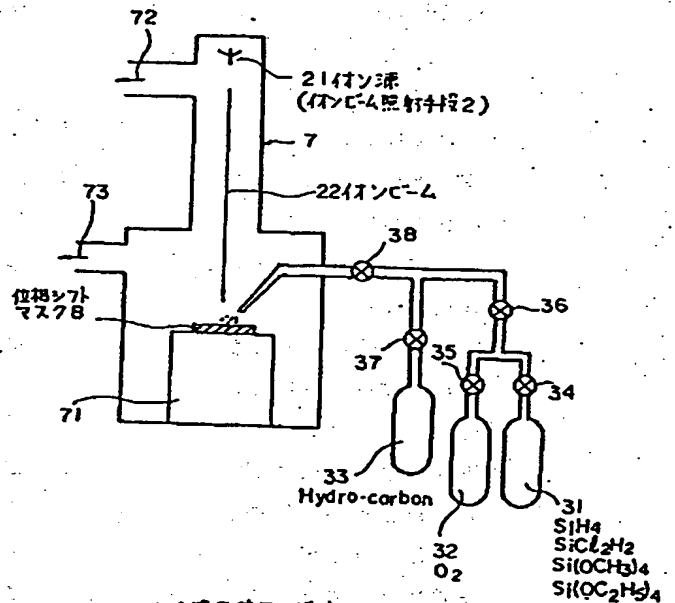 72
21イオン源
(イオンビーム照射手段2)
7
73
22イオンビーム
38
位相シフト
マスク8
36
37
35
34
71
33
Hydro-carbon
32
O2
31
SiH4
SiCl2H2
Si(OCH3)4
Si(OC2H5)4